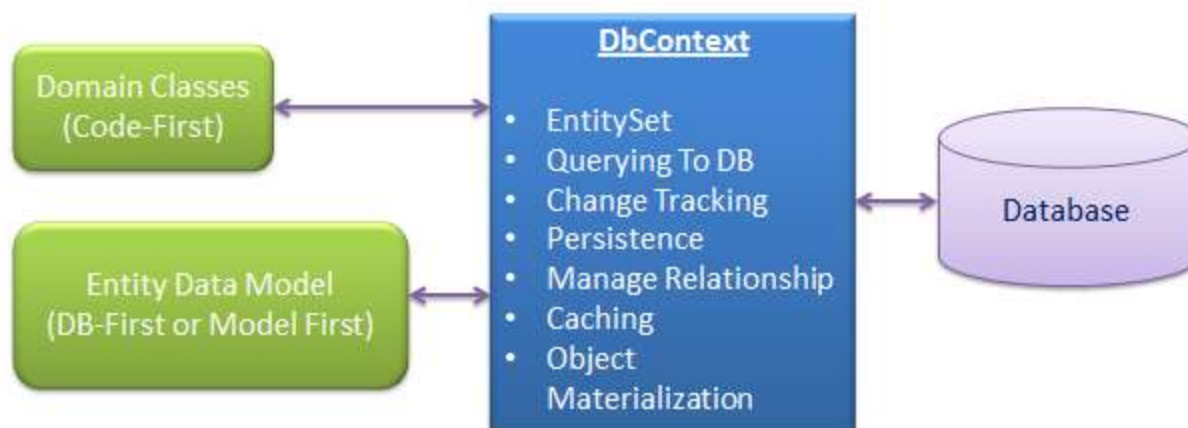 Domain Classes
(Code-First)
Entity Data Model
(DB-First or Model First)
DbContext
• EntitySet
• Querying To DB
• Change Tracking
• Persistence
• Manage Relationship
• Caching
• Object
Materialization
Database